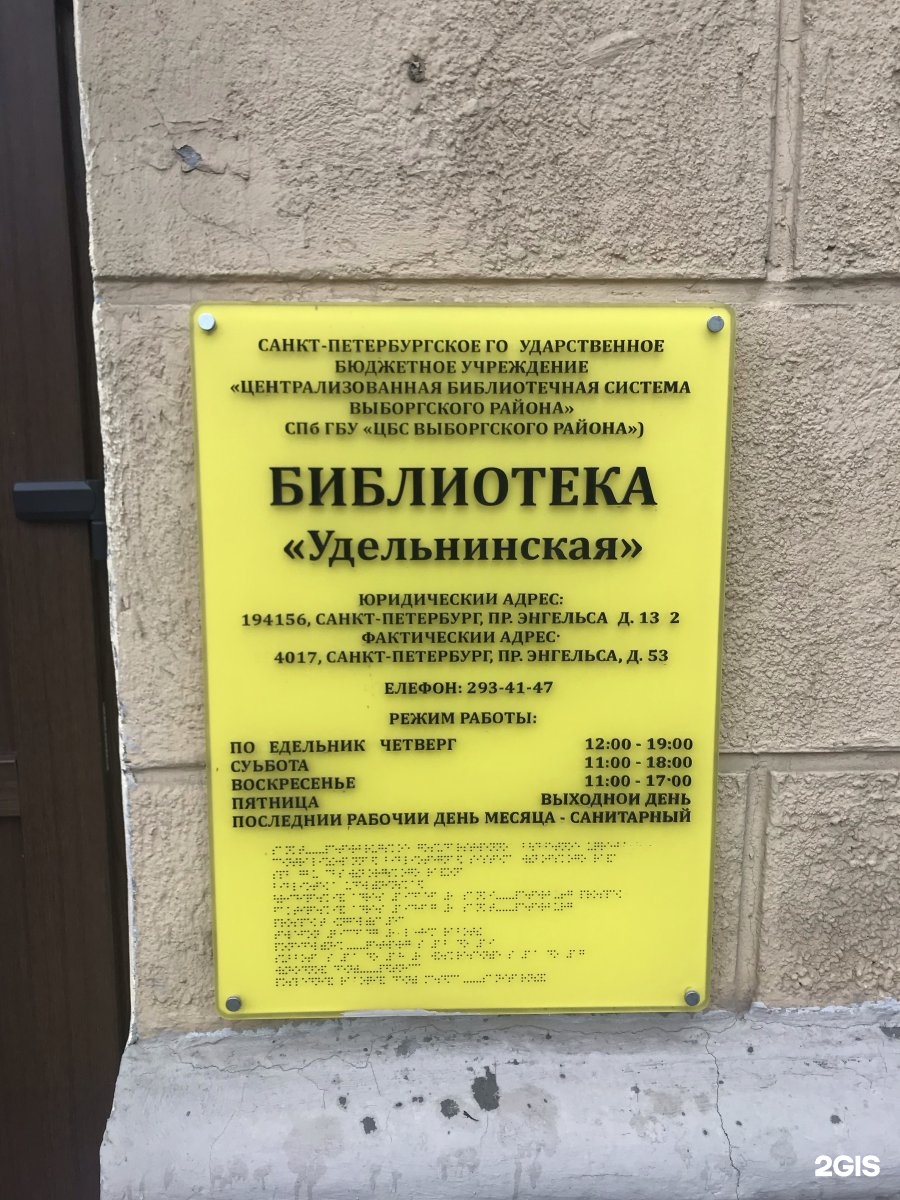 САНКТ-ПЕТЕРБУРГСКОЕ ГО УДАРСТВЕННОЕ
БЮДЖЕТНОЕ УЧРЕЖДЕНИЕ
«ЦЕНТРАЛИЗОВАННАЯ БИБЛИОТЕЧНАЯ СИСТЕМА
ВЫБОРГСКОГО РАЙОНА»
СПб ГБУ «ЦБС ВЫБОРГСКОГО РАЙОНА»)
БИБЛИОТЕКА
«Удельнинская»
ЮРИДИЧЕСКИЙ АДРЕС:
194156, САНКТ-ПЕТЕРБУРГ, ПР. ЭНГЕЛЬСА Д. 13 2
ФАКТИЧЕСКИИ АДРЕС·
4017, САНКТ-ПЕТЕРБУРГ, ПР. ЭНГЕЛЬСА, Д. 53
ЕЛЕФОН: 293-41-47
РЕЖИМ РАБОТЫ:
ПО ЕДЕЛЬНИК ЧЕТВЕРГ 12:00 - 19:00
СУЬБОТА 11:00 - 18:00
ВОСКРЕСЕНЬЕ 11:00 - 17·00
ПЯТНИЦА ВЫХОДНОИ ДЕНЬ
ПОСЛЕДНИИ РАБОЧИИ ДЕНЬ МЕСЯЦА - САНИТАРНЫЙ
2GIS